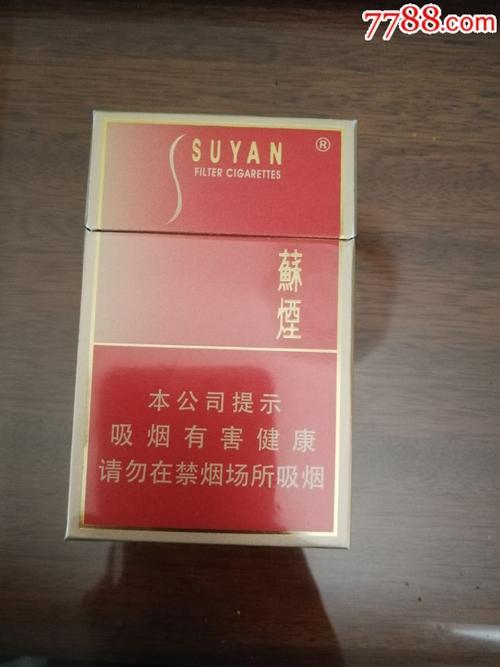 7788.com
SUYAN ®
FILTER CIGARETTES
蘇煙
本公司提示
吸烟有害健康
请勿在禁烟场所吸烟